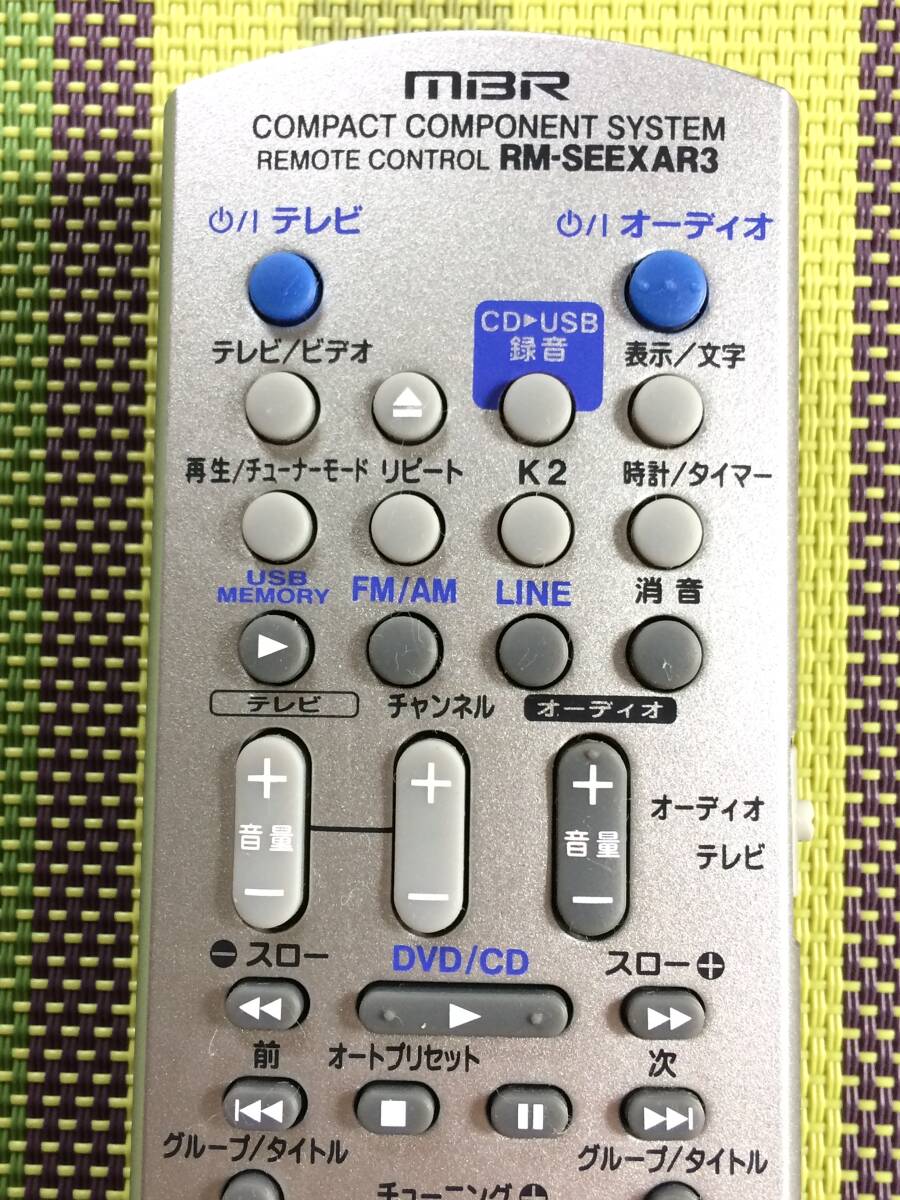 MBR
COMPACT COMPONENT SYSTEM
REMOTE CONTROL RM-SEEXAR3
⏻/I テレビ
⏻/I オーディオ
CD▶USB
録音
テレビ/ビデオ
表示/文字
再生/チューナーモード リピート K2 時計/タイマー
USB
MEMORY FM/AM LINE 消音
テレビ チャンネル オーディオ
+ + +
音量 音量
オーディオ
テレビ
− − −
⊖スロー DVD/CD スロー⊕
前 オートプリセット 次
グループ/タイトル グループ/タイトル
チューニング⊕